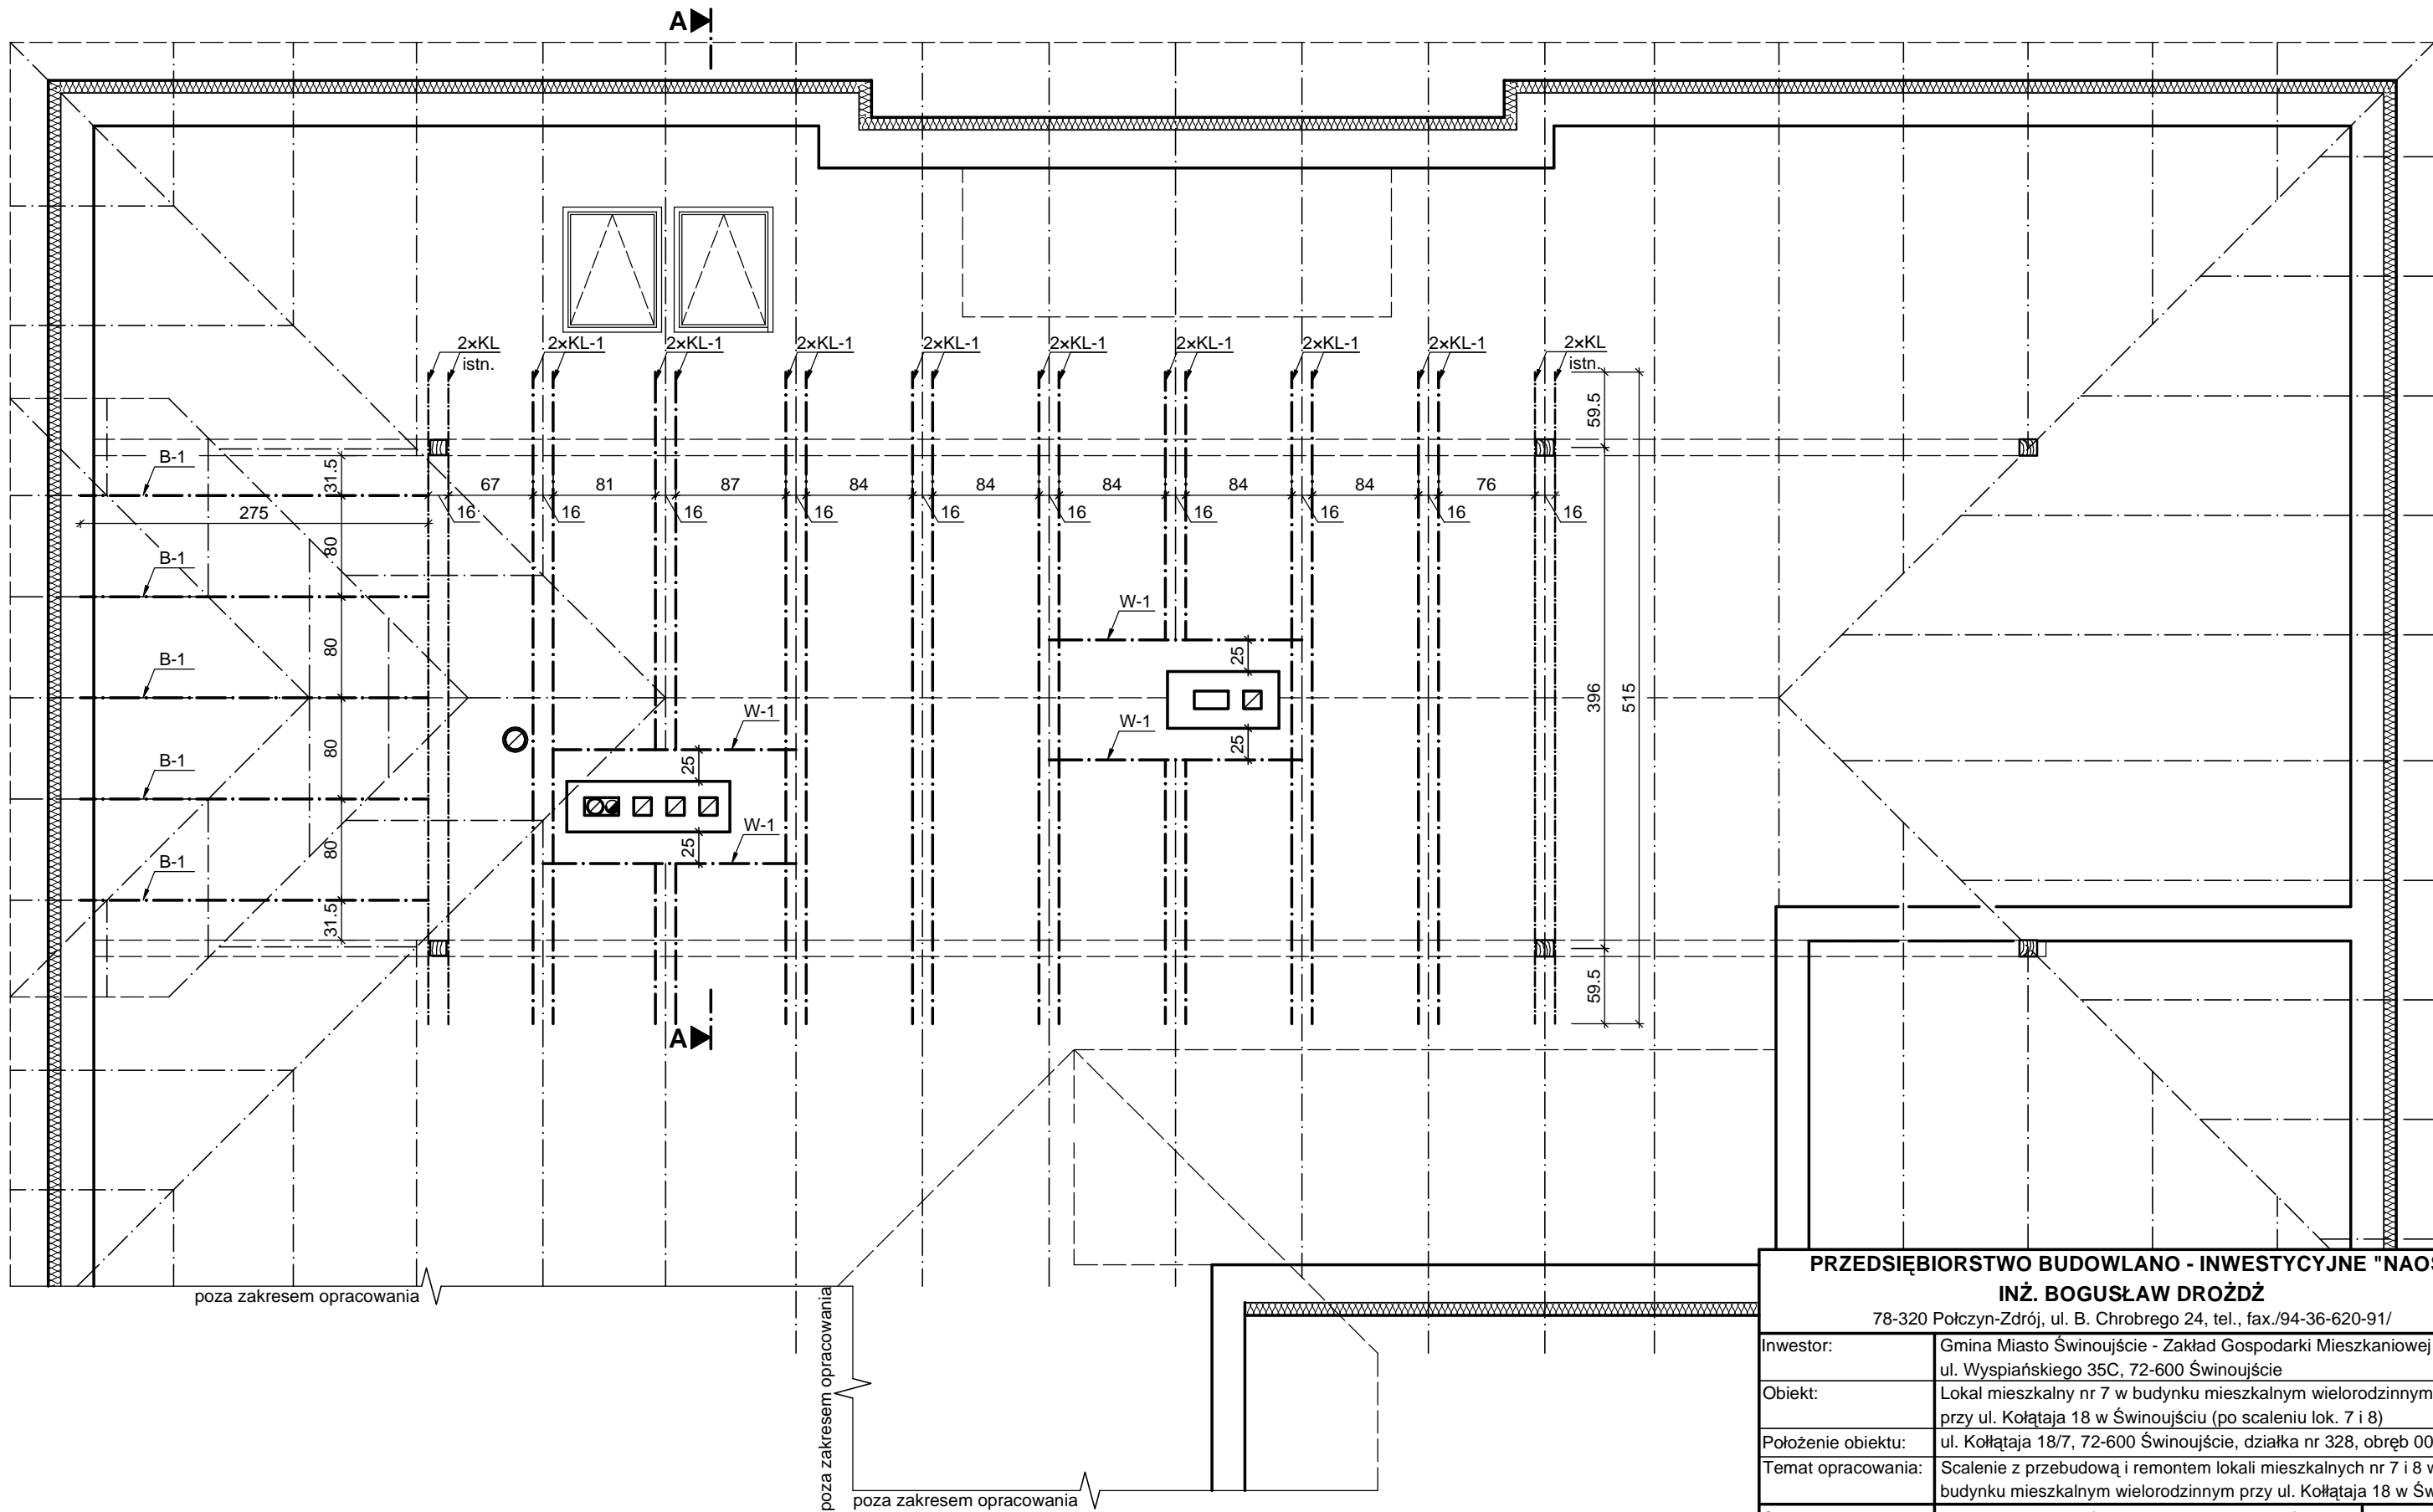 A
2×KL 2×KL-1 2×KL-1 2×KL-1 2×KL-1 2×KL-1 2×KL-1 2×KL-1 2×KL-1 2×KL
istn. istn.
59.5
B-1
31.5
67 81 87 84 84 84 84 84 76
275
16 16 16 16 16 16 16 16 16 16
80
B-1
W-1
80
25
B-1
396
515
W-1
W-1
80
25
B-1
25
W-1
80
25
B-1
31.5
59.5
A
poza zakresem opracowania
poza zakresem opracowania
poza zakresem opracowania
PRZEDSIĘBIORSTWO BUDOWLANO - INWESTYCYJNE "NAOS
INŻ. BOGUSŁAW DROŻDŻ
78-320 Połczyn-Zdrój, ul. B. Chrobrego 24, tel., fax./94-36-620-91/
Inwestor: Gmina Miasto Świnoujście - Zakład Gospodarki Mieszkaniowej
ul. Wyspiańskiego 35C, 72-600 Świnoujście
Obiekt: Lokal mieszkalny nr 7 w budynku mieszkalnym wielorodzinnym
przy ul. Kołątaja 18 w Świnoujściu (po scaleniu lok. 7 i 8)
Położenie obiektu: ul. Kołłątaja 18/7, 72-600 Świnoujście, działka nr 328, obręb 00
Temat opracowania: Scalenie z przebudową i remontem lokali mieszkalnych nr 7 i 8 w
budynku mieszkalnym wielorodzinnym przy ul. Kołłątaja 18 w Św